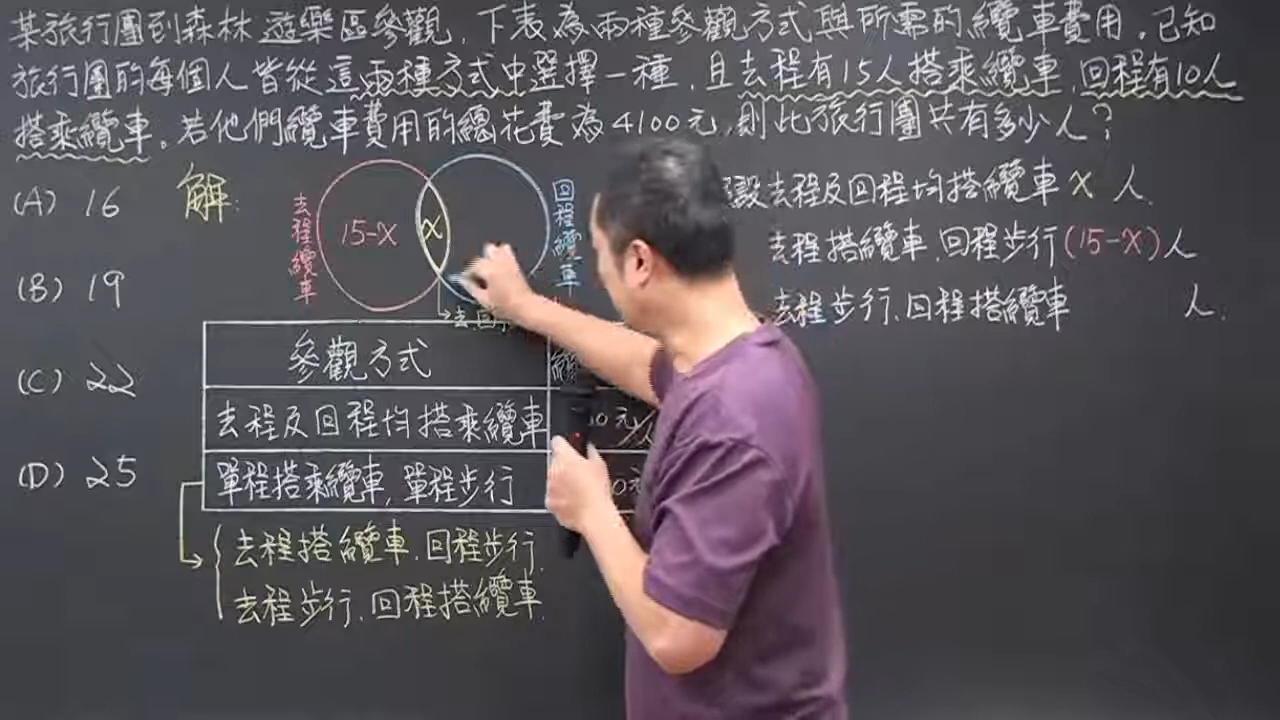 某旅行團到森林遊樂區參觀，下表為兩種參觀方式與所需的纜車費用。已知
旅行團的每個人皆從這兩種方式中選擇一種，且去程有15人搭乘纜車，回程有10人
搭乘纜車。若他們纜車費用的總花費為4100元，則此旅行團共有多少人？
(A) 16
(B) 19
(C) 22
(D) 25
解：
去程纜車
15-x
x
回程纜車
去.回
設去程及回程均搭纜車 x 人.
去程搭纜車.回程步行(15-x)人
去程步行.回程搭纜車 人.
參觀方式
纜
去程及回程均搭乘纜車
0元/人
單程搭乘纜車,單程步行
0元
去程搭纜車.回程步行.
去程步行.回程搭纜車.